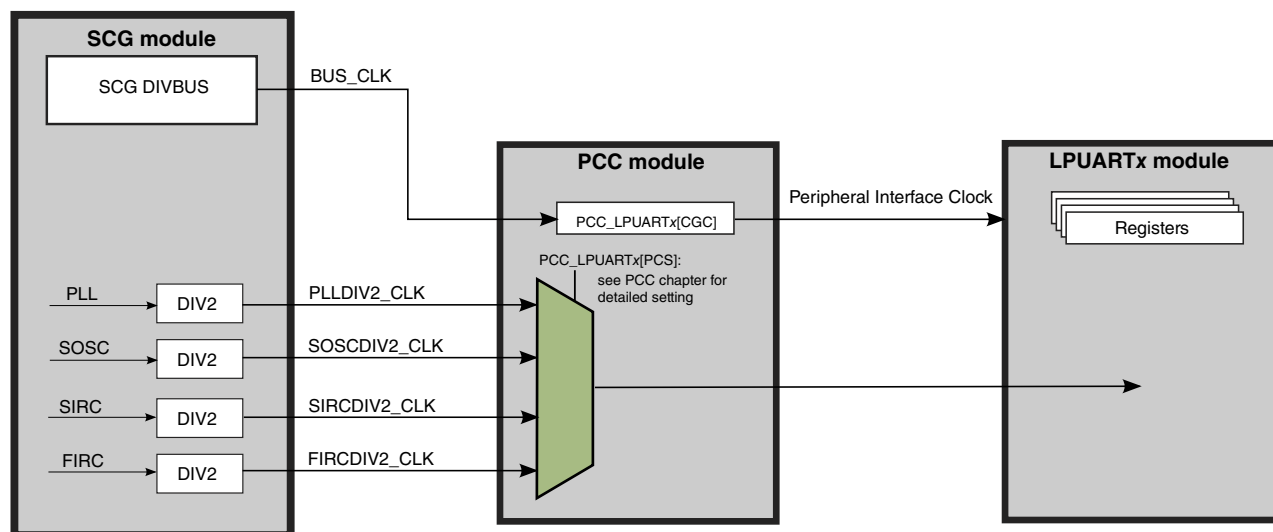 SCG module
SCG DIVBUS
BUS_CLK
PCC module
LPUARTx module
PCC_LPUARTx[CGC]
Peripheral Interface Clock
Registers
PCC_LPUARTx[PCS]:
see PCC chapter for
detailed setting
PLL
DIV2
PLLDIV2_CLK
SOSC
DIV2
SOSCDIV2_CLK
SIRC
DIV2
SIRCDIV2_CLK
FIRC
DIV2
FIRCDIV2_CLK